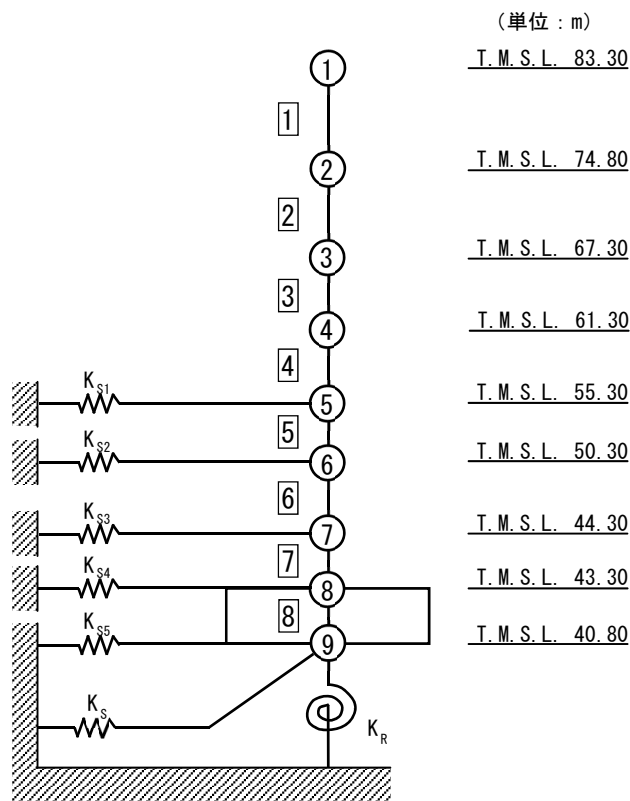 (単位:m)
① T.M.S.L. 83.30
1
② T.M.S.L. 74.80
2
③ T.M.S.L. 67.30
3
④ T.M.S.L. 61.30
4
K_S1 ⑤ T.M.S.L. 55.30
5
K_S2 ⑥ T.M.S.L. 50.30
6
K_S3 ⑦ T.M.S.L. 44.30
7
K_S4 ⑧ T.M.S.L. 43.30
8
K_S5 ⑨ T.M.S.L. 40.80
K_S
K_R